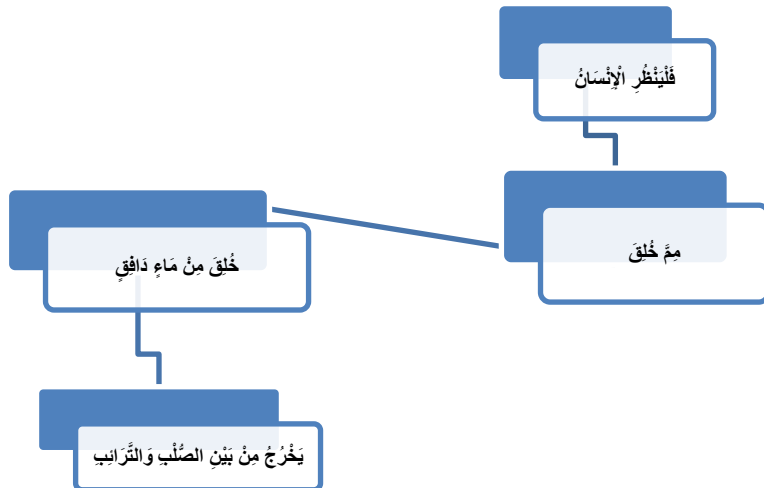 فَلْيَنْظُرِ الْإِنْسَانُ
مِمَّ خُلِقَ
خُلِقَ مِنْ مَاءٍ دَافِقٍ
يَخْرُجُ مِنْ بَيْنِ الصُّلْبِ وَالتَّرَائِبِ